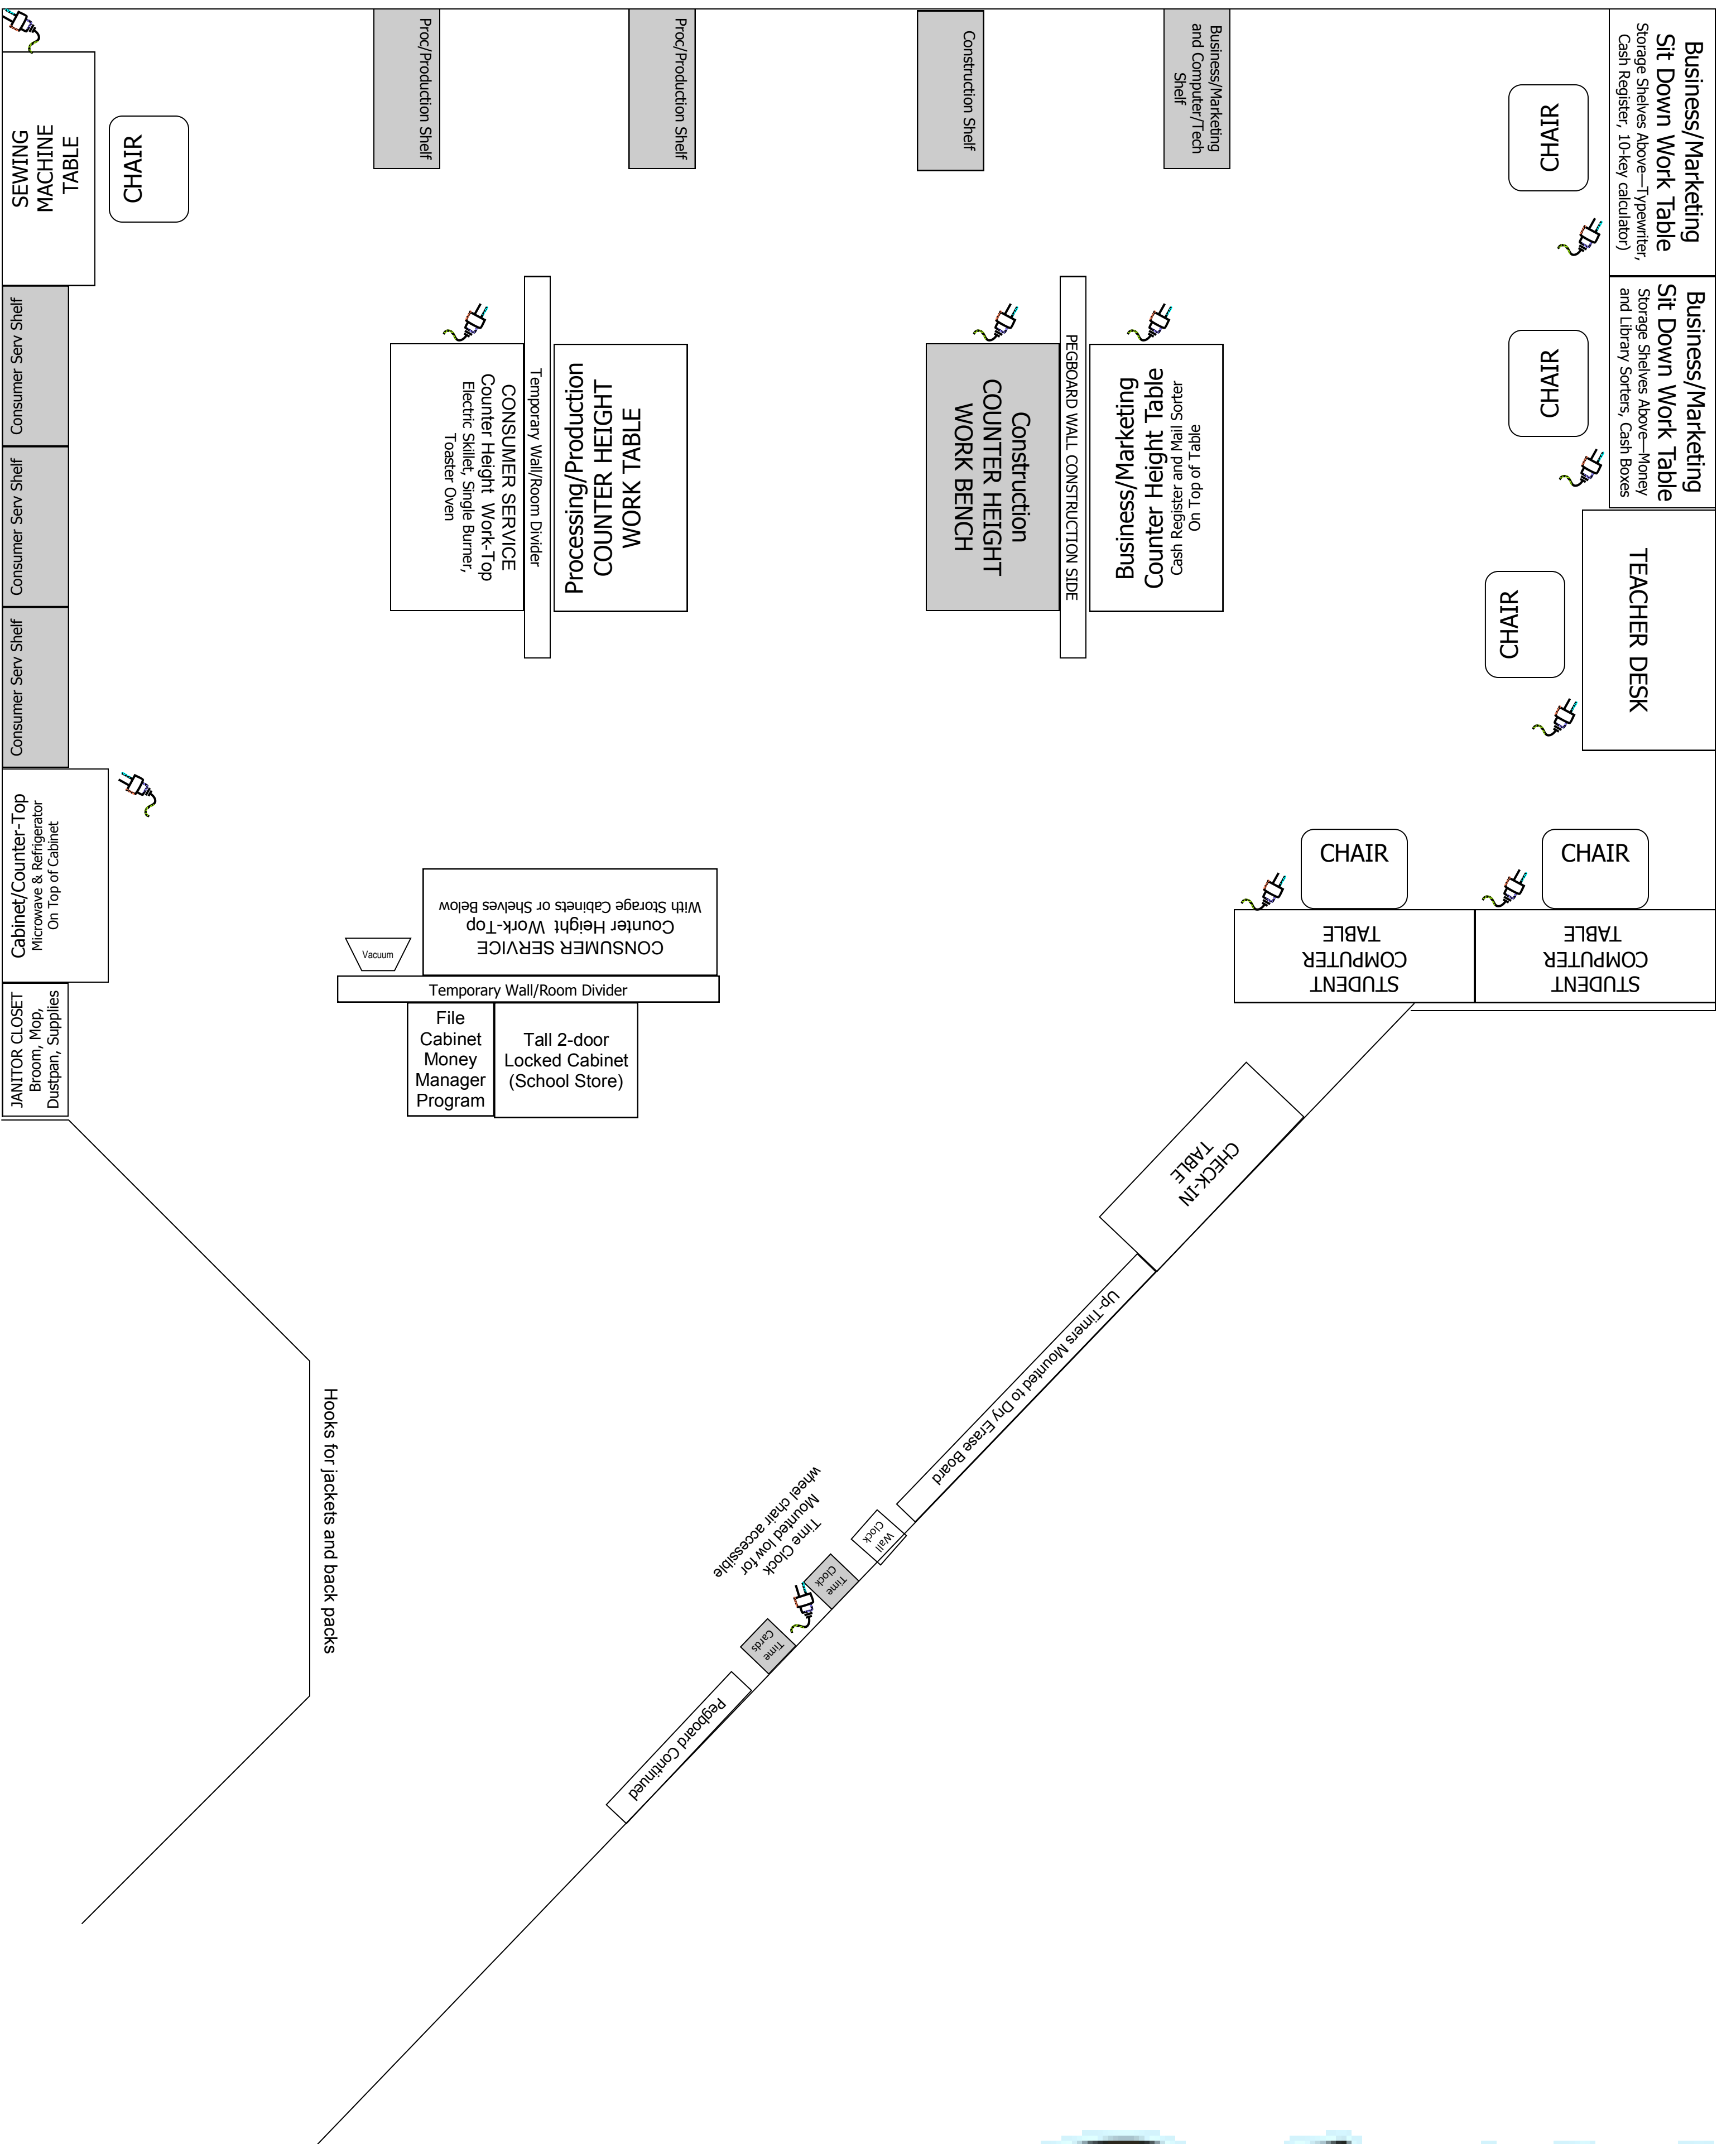 Proc/Production Shelf
Proc/Production Shelf
Construction Shelf
Business/Marketing
and Computer/Tech
Shelf
Business/Marketing
Sit Down Work Table
Storage Shelves Above—Typewriter,
Cash Register, 10-key calculator)
CHAIR
SEWING
MACHINE
TABLE
CHAIR
Business/Marketing
Sit Down Work Table
Storage Shelves Above—Money
and Library Sorters, Cash Boxes
CHAIR
Consumer Serv Shelf
Consumer Serv Shelf
Consumer Serv Shelf
CONSUMER SERVICE
Counter Height Work-Top
Electric Skillet, Single Burner,
Toaster Oven
Temporary Wall/Room Divider
Processing/Production
COUNTER HEIGHT
WORK TABLE
Construction
COUNTER HEIGHT
WORK BENCH
PEGBOARD WALL CONSTRUCTION SIDE
Business/Marketing
Counter Height Table
Cash Register and Mail Sorter
On Top of Table
TEACHER DESK
CHAIR
Cabinet/Counter-Top
Microwave & Refrigerator
On Top of Cabinet
CHAIR
CHAIR
STUDENT
COMPUTER
TABLE
STUDENT
COMPUTER
TABLE
CONSUMER SERVICE
Counter Height Work-Top
With Storage Cabinets or Shelves Below
Vacuum
Temporary Wall/Room Divider
File
Cabinet
Money
Manager
Program
Tall 2-door
Locked Cabinet
(School Store)
JANITOR CLOSET
Broom, Mop,
Dustpan, Supplies
CHECK-IN
TABLE
Up-Timers Mounted to Dry Erase Board
Hooks for jackets and back packs
Wall
Clock
Time Clock
Mounted low for
wheel chair accessible
Time
Clock
Time
Cards
Pegboard Continued